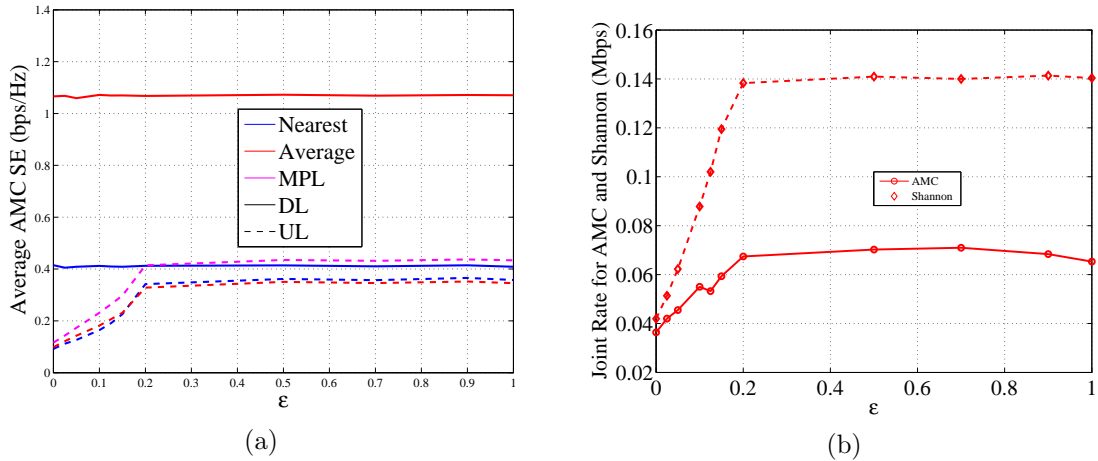 1.4
1.2
1
0.8
0.6
0.4
0.2
0
Average AMC SE (bps/Hz)
Nearest
Average
MPL
DL
UL
0 0.1 0.2 0.3 0.4 0.5 0.6 0.7 0.8 0.9 1
ε
(a)
0.16
0.14
0.12
0.1
0.08
0.06
0.04
0.02
Joint Rate for AMC and Shannon (Mbps)
AMC
Shannon
0 0.2 0.4 0.6 0.8 1
ε
(b)